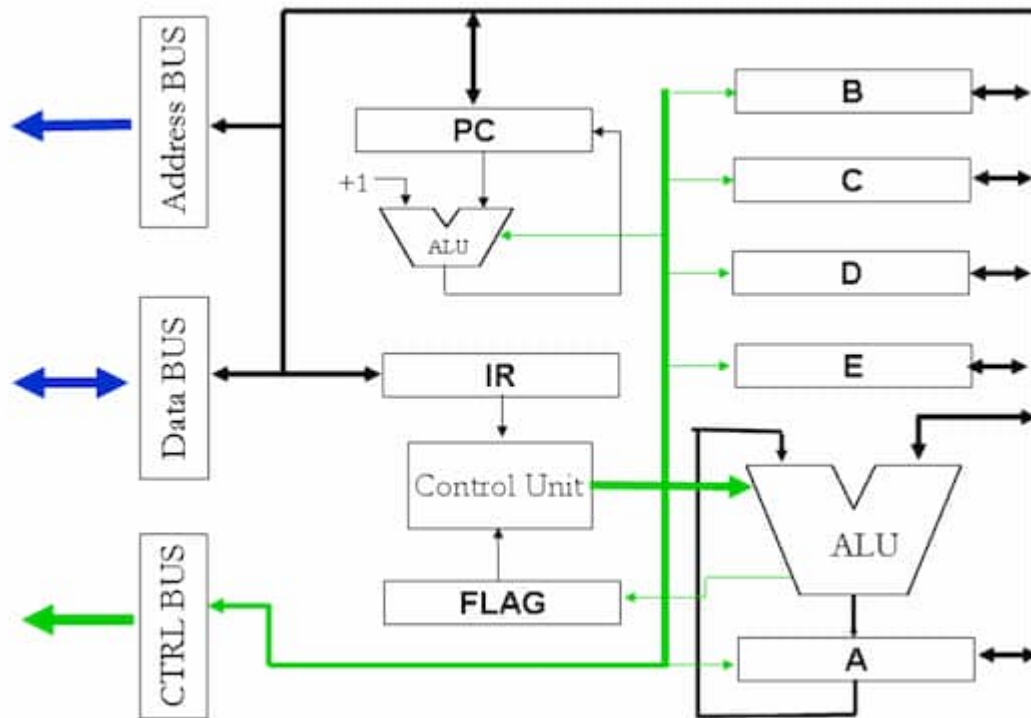 Address BUS
PC
+1
ALU
Data BUS
IR
Control Unit
FLAG
CTRL BUS
B
C
D
E
ALU
A